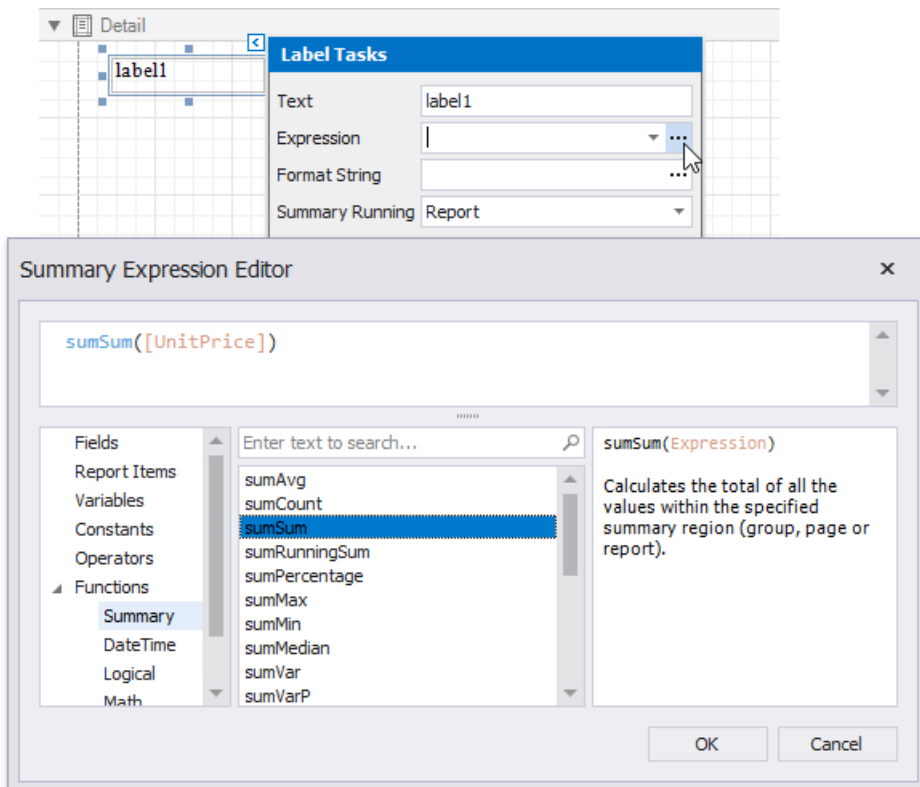 Detail
label1
Label Tasks
Text label1
Expression
Format String
Summary Running Report
Summary Expression Editor
sumSum([UnitPrice])
Fields
Report Items
Variables
Constants
Operators
Functions
Summary
DateTime
Logical
Math
Enter text to search...
sumAvg
sumCount
sumSum
sumRunningSum
sumPercentage
sumMax
sumMin
sumMedian
sumVar
sumVarP
sumSum(Expression)
Calculates the total of all the
values within the specified
summary region (group, page or
report).
OK Cancel